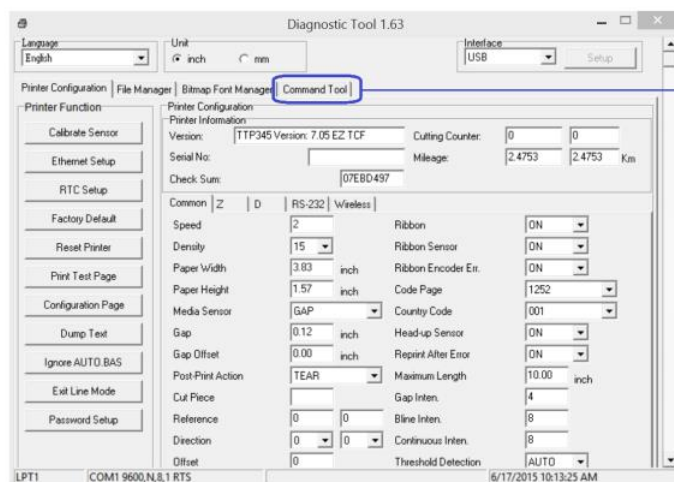 Diagnostic Tool 1.63
Language
English
Unit
inch
mm
Interface
USB
Setup
Printer Configuration
File Manager
Bitmap Font Manager
Command Tool
Printer Function
Calibrate Sensor
Ethernet Setup
RTC Setup
Factory Default
Reset Printer
Print Test Page
Configuration Page
Dump Text
Ignore AUTO.BAS
Exit Line Mode
Password Setup
Printer Configuration
Printer Information
Version: TTP345 Version: 7.05 EZ TCF
Cutting Counter: 0 0
Serial No:
Mileage: 2.4753 2.4753 Km
Check Sum: 07EBD497
Common Z D RS-232 Wireless
Speed 2
Ribbon ON
Density 15
Ribbon Sensor ON
Paper Width 3.83 inch
Ribbon Encoder Err. ON
Paper Height 1.57 inch
Code Page 1252
Media Sensor GAP
Country Code 001
Gap 0.12 inch
Head-up Sensor ON
Gap Offset 0.00 inch
Reprint After Error ON
Post-Print Action TEAR
Maximum Length 10.00 inch
Cut Piece
Gap Inten. 4
Reference 0 0
Bline Inten. 8
Direction 0 0
Continuous Inten. 8
Offset 0
Threshold Detection AUTO
LPT1
COM1 9600,N,8,1 RTS
6/17/2015 10:13:25 AM